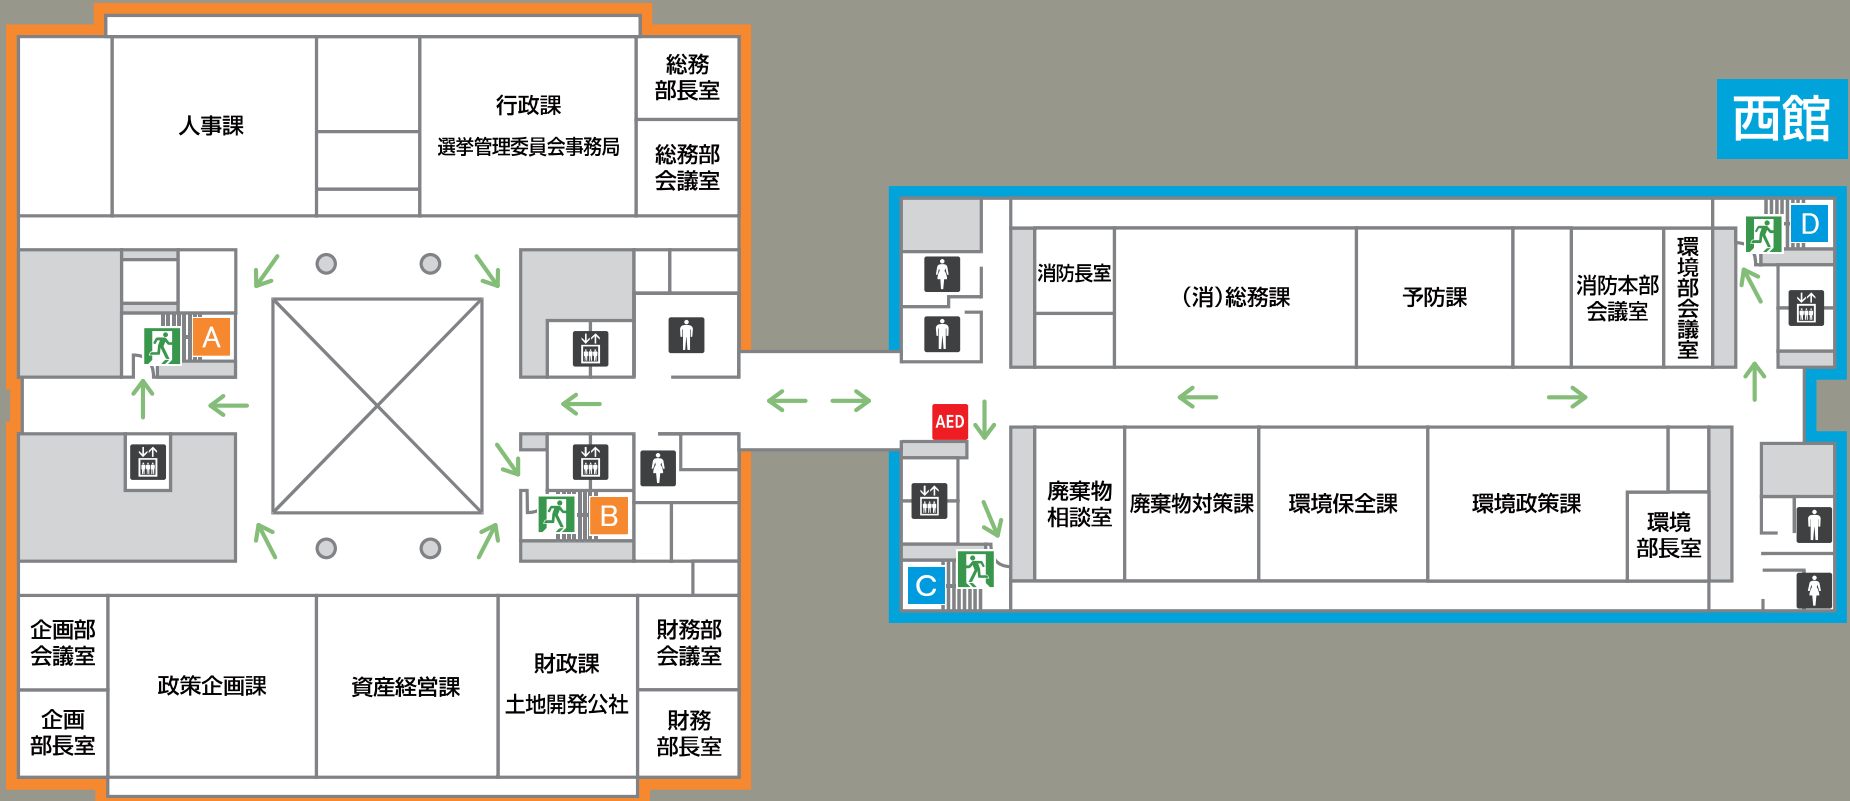 人事課
行政課
選挙管理委員会事務局
総務
部長室
総務部
会議室
A
B
企画部
会議室
企画
部長室
政策企画課
資産経営課
財政課
土地開発公社
財務部
会議室
財務
部長室
西館
消防長室
（消）総務課
予防課
消防本部
会議室
環境部会議室
D
AED
C
廃棄物
相談室
廃棄物対策課
環境保全課
環境政策課
環境
部長室